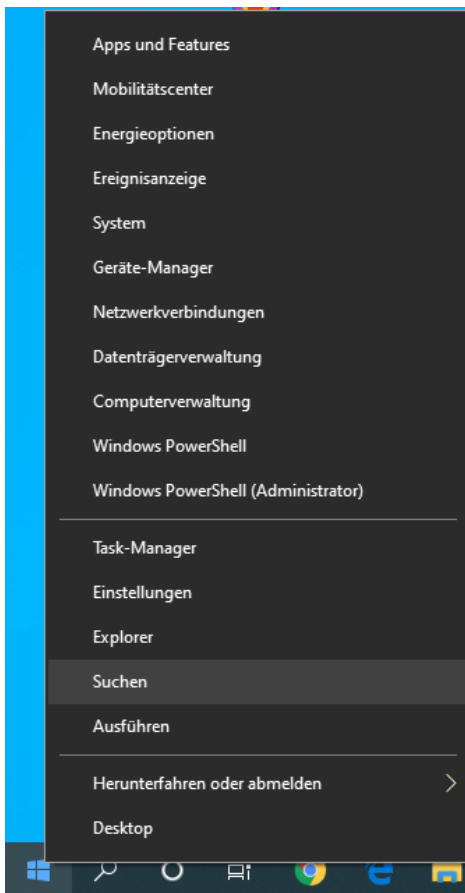 Apps und Features
Mobilitätscenter
Energieoptionen
Ereignisanzeige
System
Geräte-Manager
Netzwerkverbindungen
Datenträgerverwaltung
Computerverwaltung
Windows PowerShell
Windows PowerShell (Administrator)
Task-Manager
Einstellungen
Explorer
Suchen
Ausführen
Herunterfahren oder abmelden
Desktop